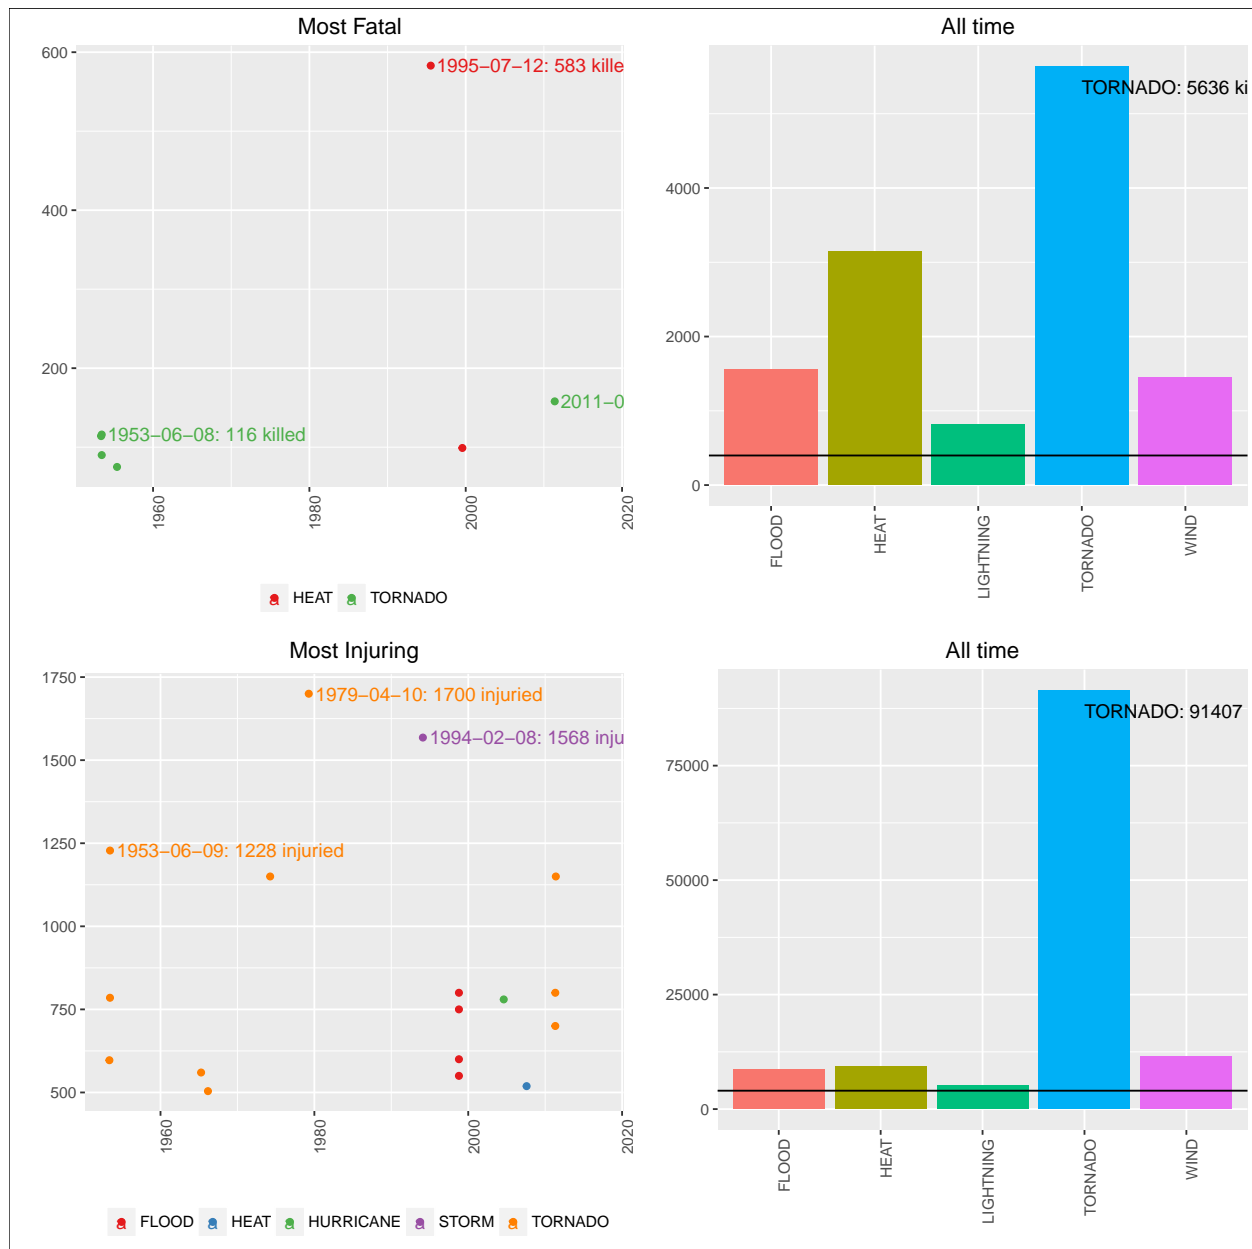 Most Fatal
600
400
200
1995−07−12: 583 kille
2011−0
1953−06−08: 116 killed
1960
1980
2000
2020
HEAT
TORNADO
All time
TORNADO: 5636 ki
4000
2000
0
FLOOD
HEAT
LIGHTNING
TORNADO
WIND
Most Injuring
1750
1500
1250
1000
750
500
1979−04−10: 1700 injuried
1994−02−08: 1568 inju
1953−06−09: 1228 injuried
1960
1980
2000
2020
FLOOD
HEAT
HURRICANE
STORM
TORNADO
All time
TORNADO: 91407
75000
50000
25000
0
FLOOD
HEAT
LIGHTNING
TORNADO
WIND